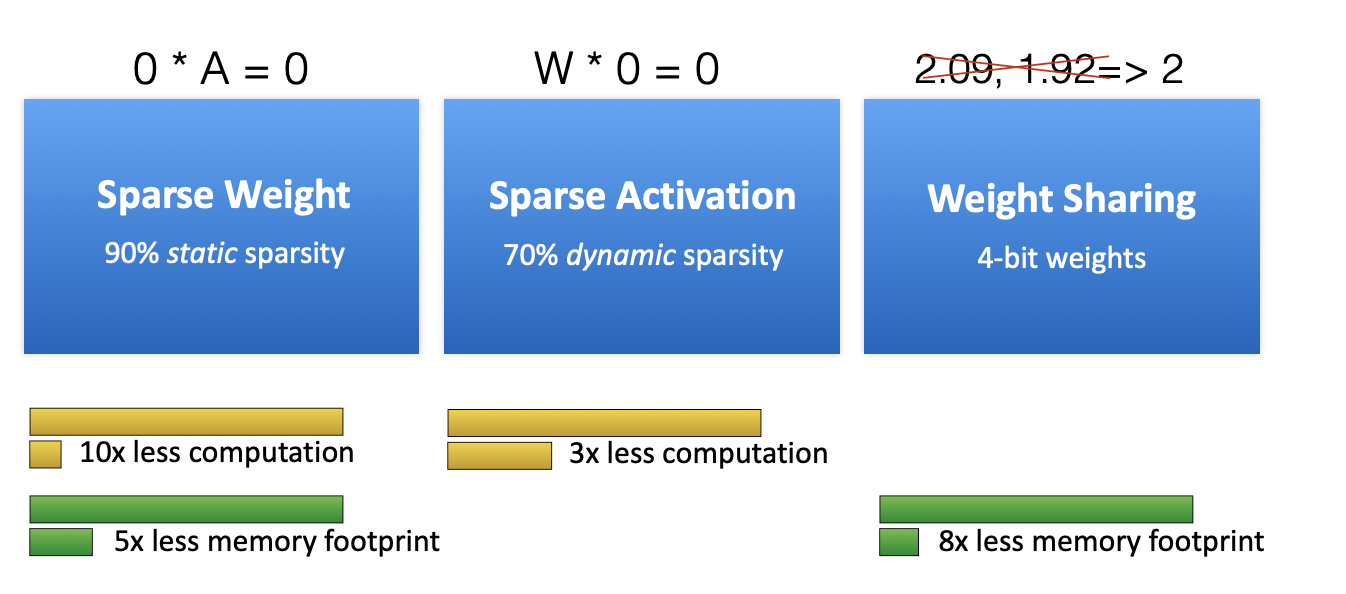 0 * A = 0
W * 0 = 0
2.09, 1.92=> 2
Sparse Weight
90% static sparsity
Sparse Activation
70% dynamic sparsity
Weight Sharing
4-bit weights
10x less computation
3x less computation
5x less memory footprint
8x less memory footprint